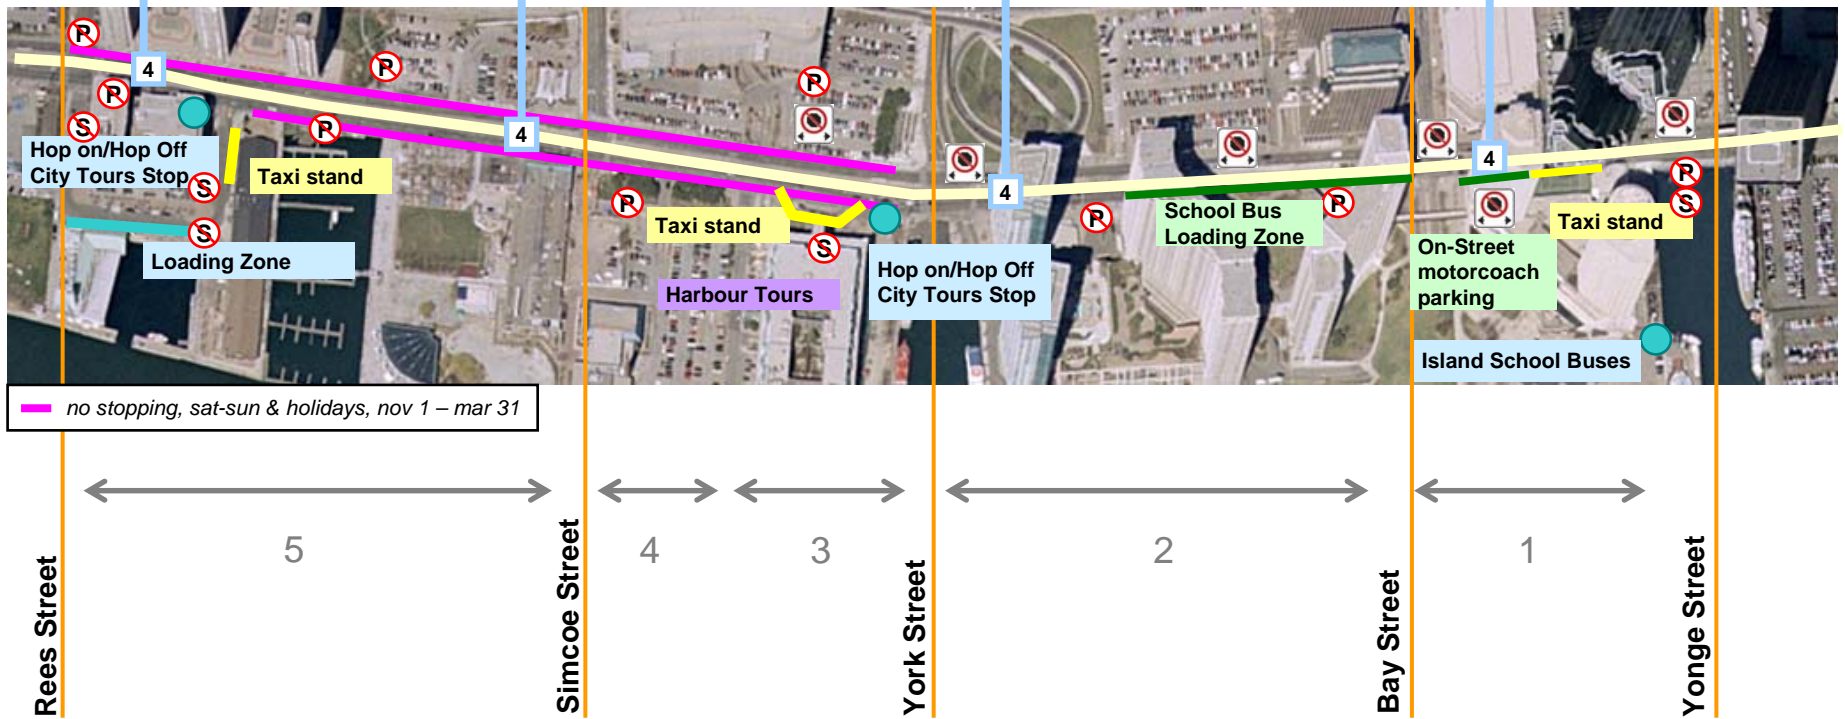 P
4
P
P
S
Hop on/Hop Off
City Tours Stop
S
Taxi stand
S
Loading Zone
P
P
4
P
P
Taxi stand
S
Harbour Tours
Hop on/Hop Off
City Tours Stop
4
P
School Bus
Loading Zone
P
4
On-Street
motorcoach
parking
Taxi stand
P
S
Island School Buses
no stopping, sat-sun & holidays, nov 1 – mar 31
5
4
3
2
1
Rees Street
Simcoe Street
York Street
Bay Street
Yonge Street